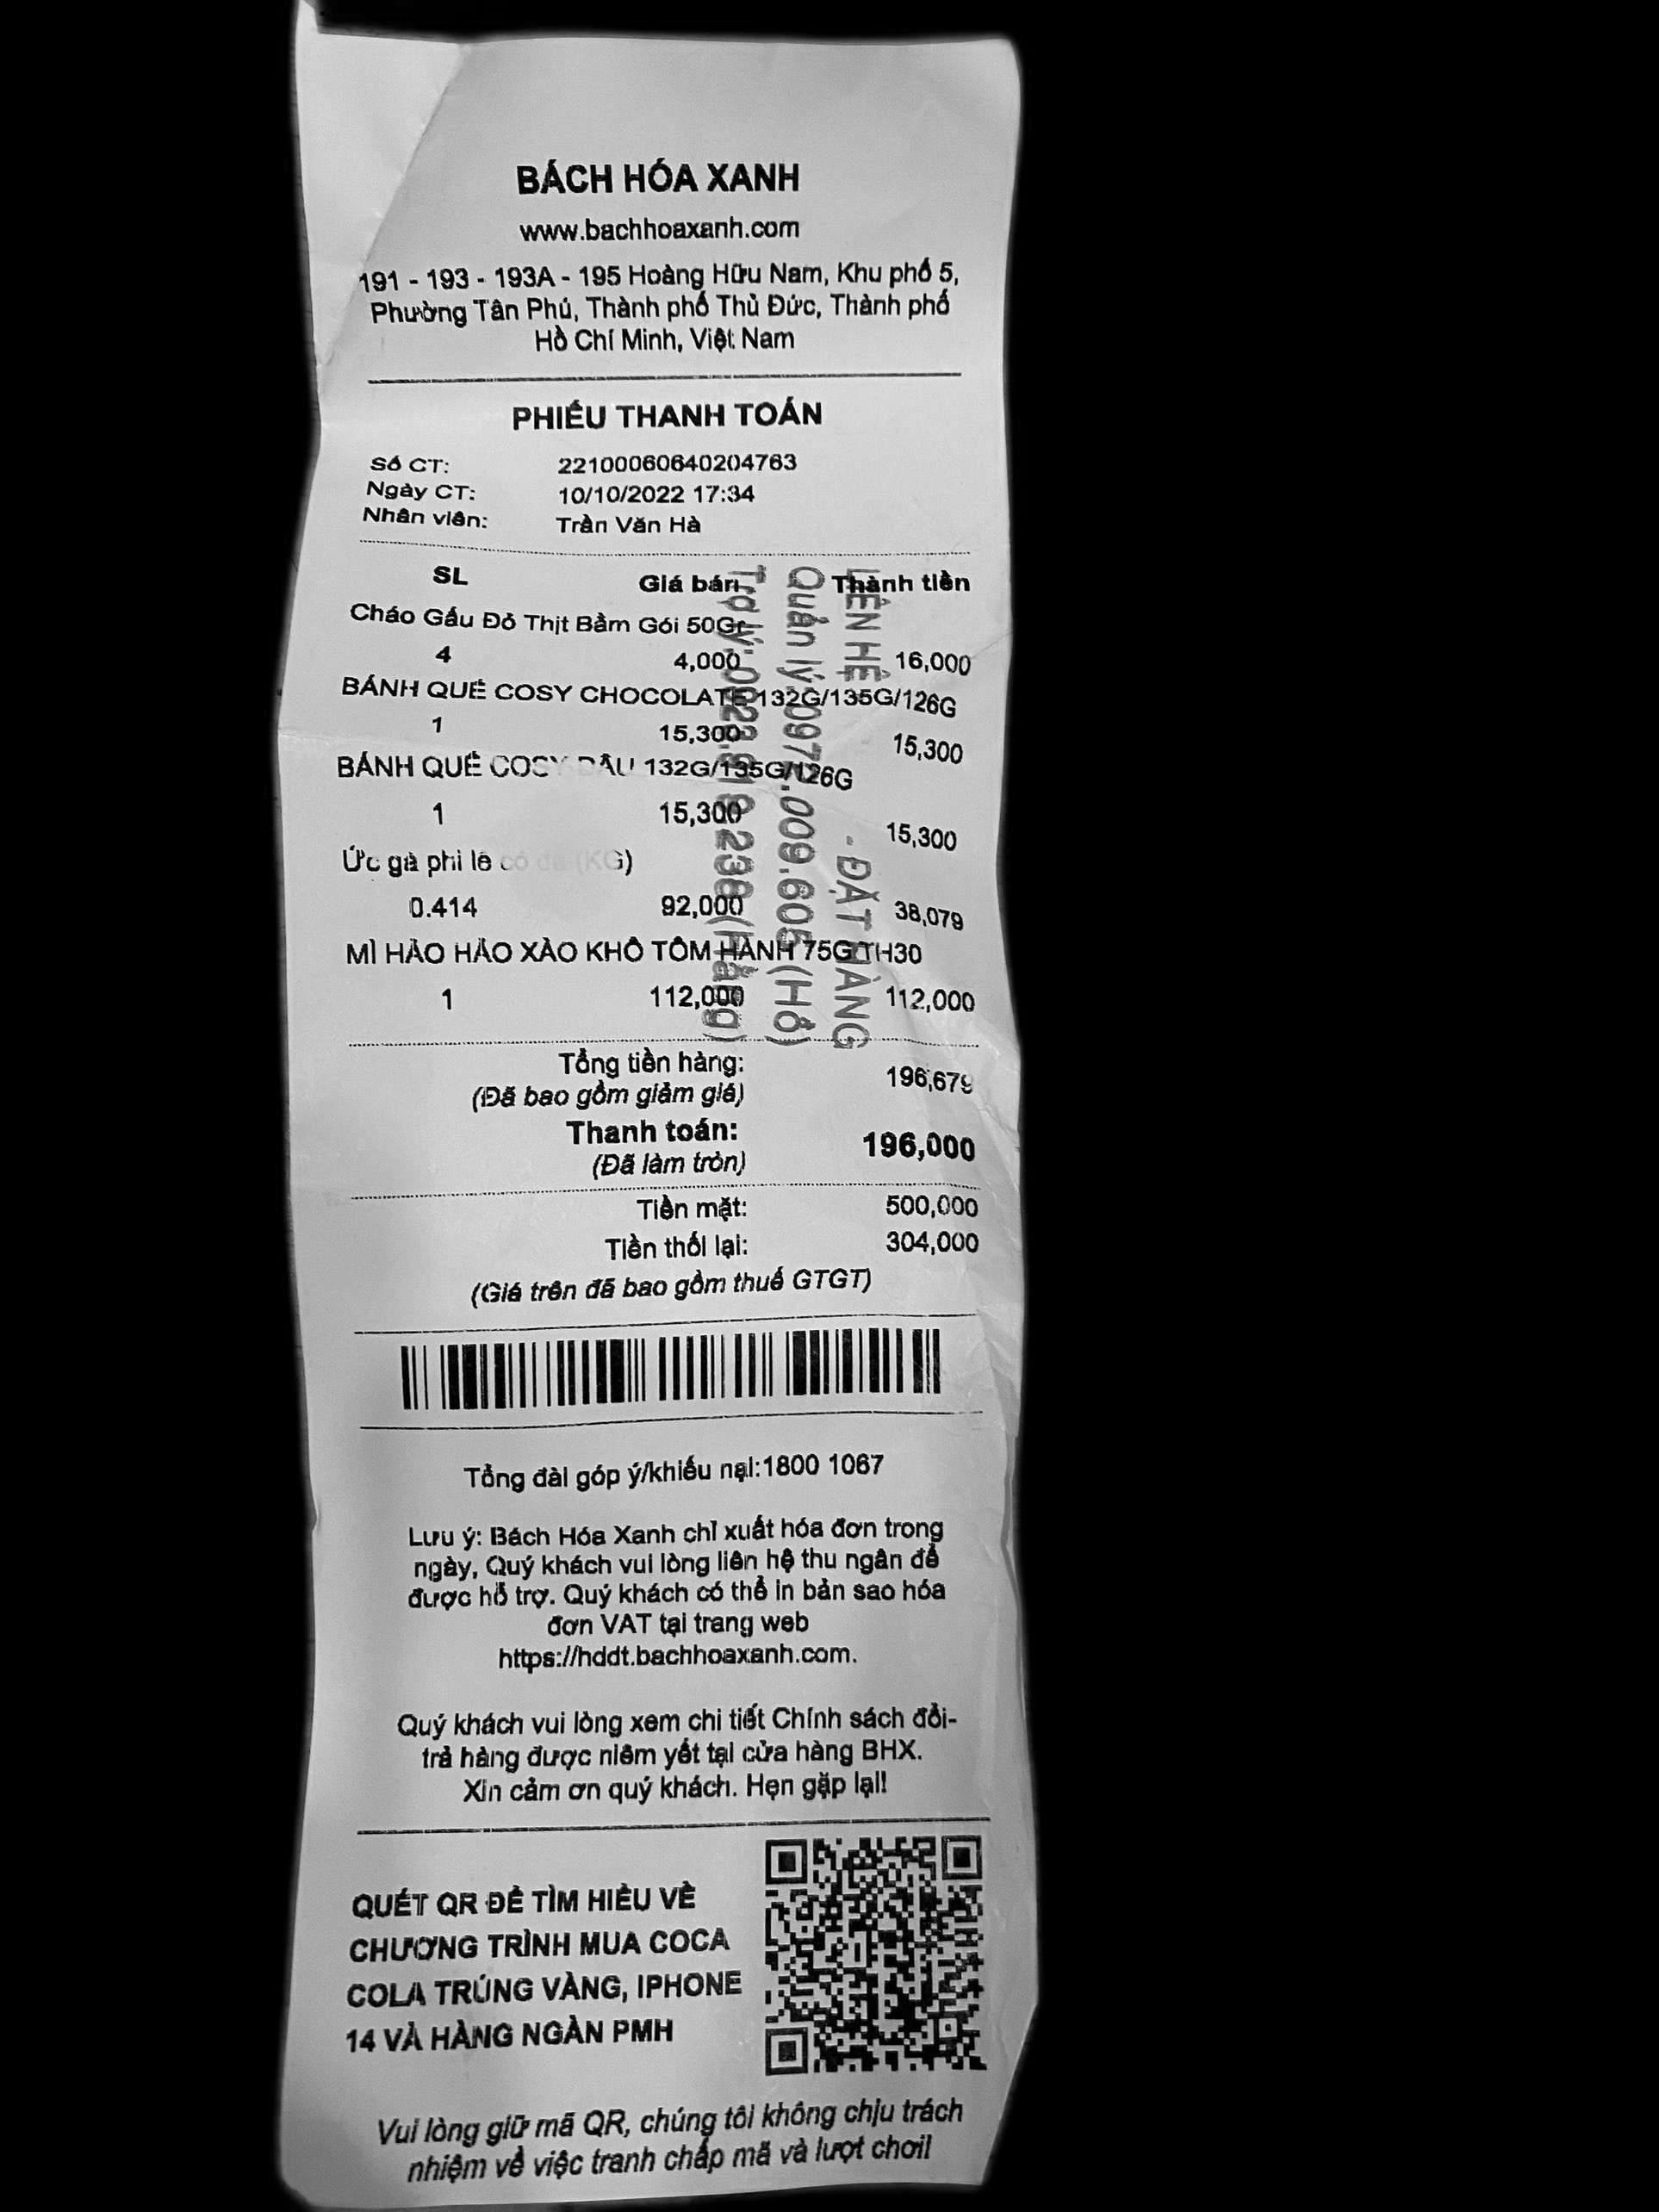 BÁCH HÓA XANH
www.bachhoaxanh.com
191 - 193 - 193A - 195 Hoàng Hữu Nam, Khu phố 5,
Phường Tân Phú, Thành phố Thủ Đức, Thành phố
Hồ Chí Minh, Việt Nam
PHIẾU THANH TOÁN
Số CT: 22100060640204763
Ngày CT: 10/10/2022 17:34
Nhân viên: Trần Văn Hà
SL Giá bán Thành tiền
Cháo Gấu Đỏ Thịt Bằm Gói 50Gr
4 4,000 16,000
BÁNH QUẾ COSY CHOCOLATE 132G/135G/126G
1 15,300 15,300
BÁNH QUẾ COSY DÂU 132G/135G/126G
1 15,300 15,300
Ức gà phi lê có da (KG)
0.414 92,000 38,079
MÌ HẢO HẢO XÀO KHÔ TÔM HÀNH 75G TH30
1 112,000 112,000
LIÊN HỆ - ĐẶT HÀNG
Quản lý: (Hồ)
Trợ lý: (Hằng)
Tổng tiền hàng: 196,679
(Đã bao gồm giảm giá)
Thanh toán: 196,000
(Đã làm tròn)
Tiền mặt: 500,000
Tiền thối lại: 304,000
(Giá trên đã bao gồm thuế GTGT)
Tổng đài góp ý/khiếu nại:1800 1067
Lưu ý: Bách Hóa Xanh chỉ xuất hóa đơn trong
ngày, Quý khách vui lòng liên hệ thu ngân để
được hỗ trợ. Quý khách có thể in bản sao hóa
đơn VAT tại trang web
https://hddt.bachhoaxanh.com.
Quý khách vui lòng xem chi tiết Chính sách đổi-
trả hàng được niêm yết tại cửa hàng BHX.
Xin cảm ơn quý khách. Hẹn gặp lại!
QUÉT QR ĐỂ TÌM HIỂU VỀ
CHƯƠNG TRÌNH MUA COCA
COLA TRÚNG VÀNG, IPHONE
14 VÀ HÀNG NGÀN PMH
Vui lòng giữ mã QR, chúng tôi không chịu trách
nhiệm về việc tranh chấp mã và lượt chơi!